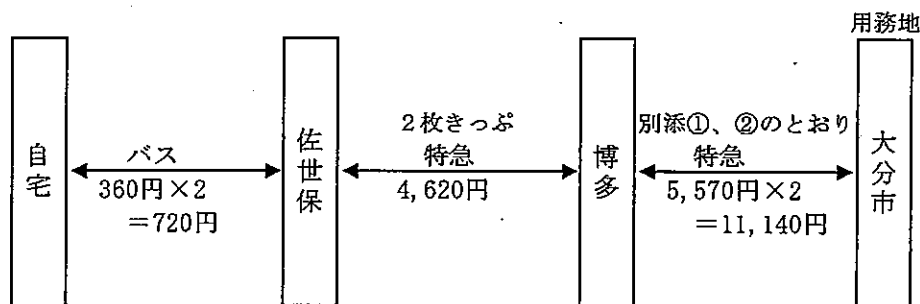 用務地
自宅
バス
360円×2
=720円
佐世保
2枚きっぷ
特急
4,620円
博多
別添①、②のとおり
特急
5,570円×2
=11,140円
大分市